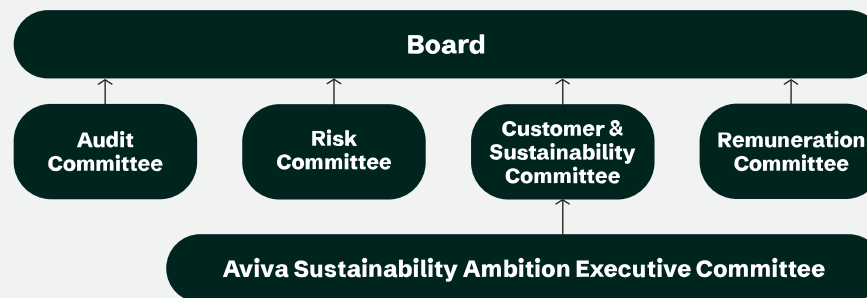 Board
Audit
Committee
Risk
Committee
Customer &
Sustainability
Committee
Remuneration
Committee
Aviva Sustainability Ambition Executive Committee